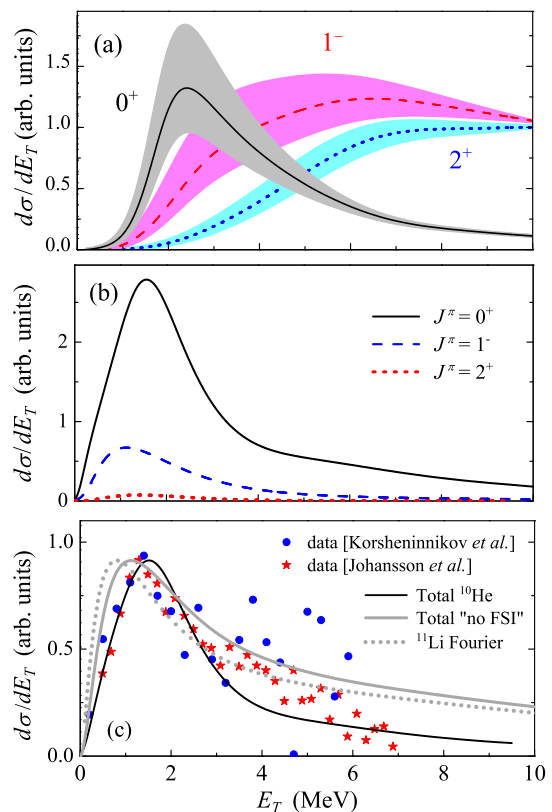 (a)
1⁻
0⁺
2⁺
dσ/dE_T (arb. units)
1.5
1.0
0.5
0.0
(b)
J^π = 0⁺
J^π = 1⁻
J^π = 2⁺
dσ/dE_T (arb. units)
2
1
0
(c)
data [Korsheninnikov et al.]
data [Johansson et al.]
Total ¹⁰He
Total "no FSI"
¹¹Li Fourier
dσ/dE_T (arb. units)
1.0
0.5
0.0
0 2 4 6 8 10
E_T (MeV)